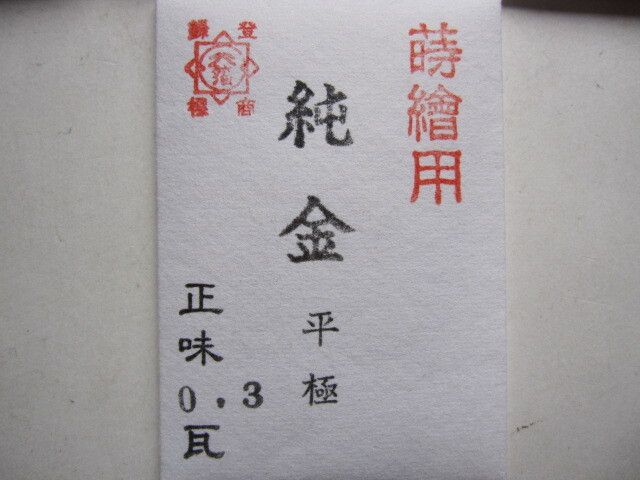 蒔繪用
純金 平極
正味 0.3瓦
登録商標